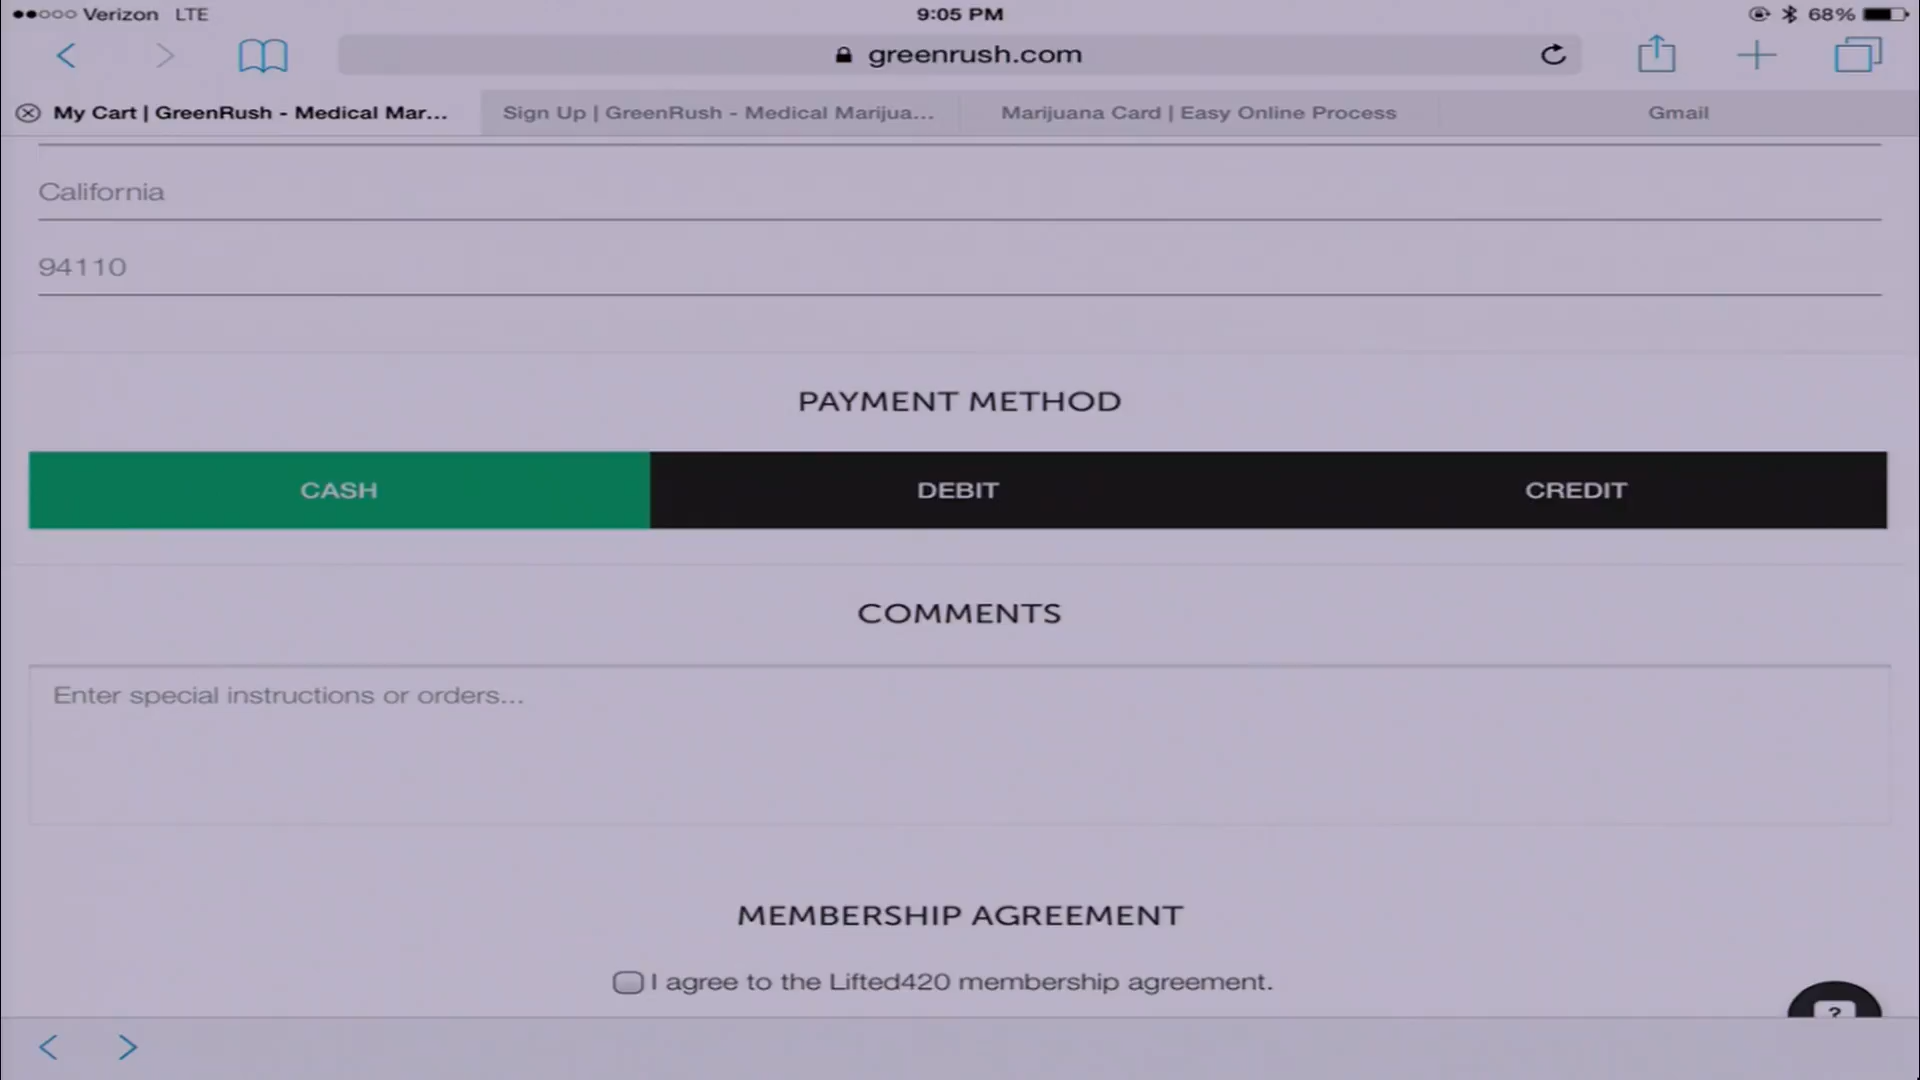 Verizon LTE 9:05 PM 68%
greenrush.com
My Cart | GreenRush - Medical Mar... Sign Up | GreenRush - Medical Marijua... Marijuana Card | Easy Online Process Gmail
California
94110
PAYMENT METHOD
CASH DEBIT CREDIT
COMMENTS
Enter special instructions or orders...
MEMBERSHIP AGREEMENT
I agree to the Lifted420 membership agreement.
?